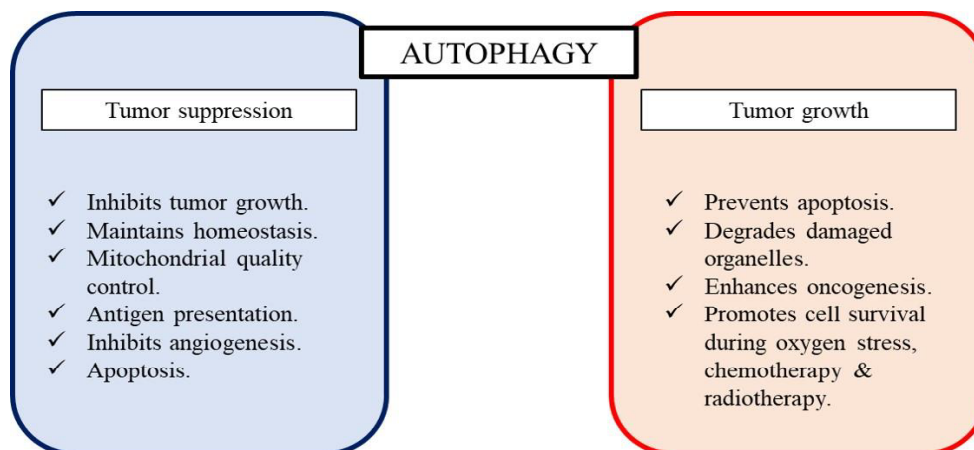 AUTOPHAGY
Tumor suppression
✓ Inhibits tumor growth.
✓ Maintains homeostasis.
✓ Mitochondrial quality
control.
✓ Antigen presentation.
✓ Inhibits angiogenesis.
✓ Apoptosis.
Tumor growth
✓ Prevents apoptosis.
✓ Degrades damaged
organelles.
✓ Enhances oncogenesis.
✓ Promotes cell survival
during oxygen stress,
chemotherapy &
radiotherapy.